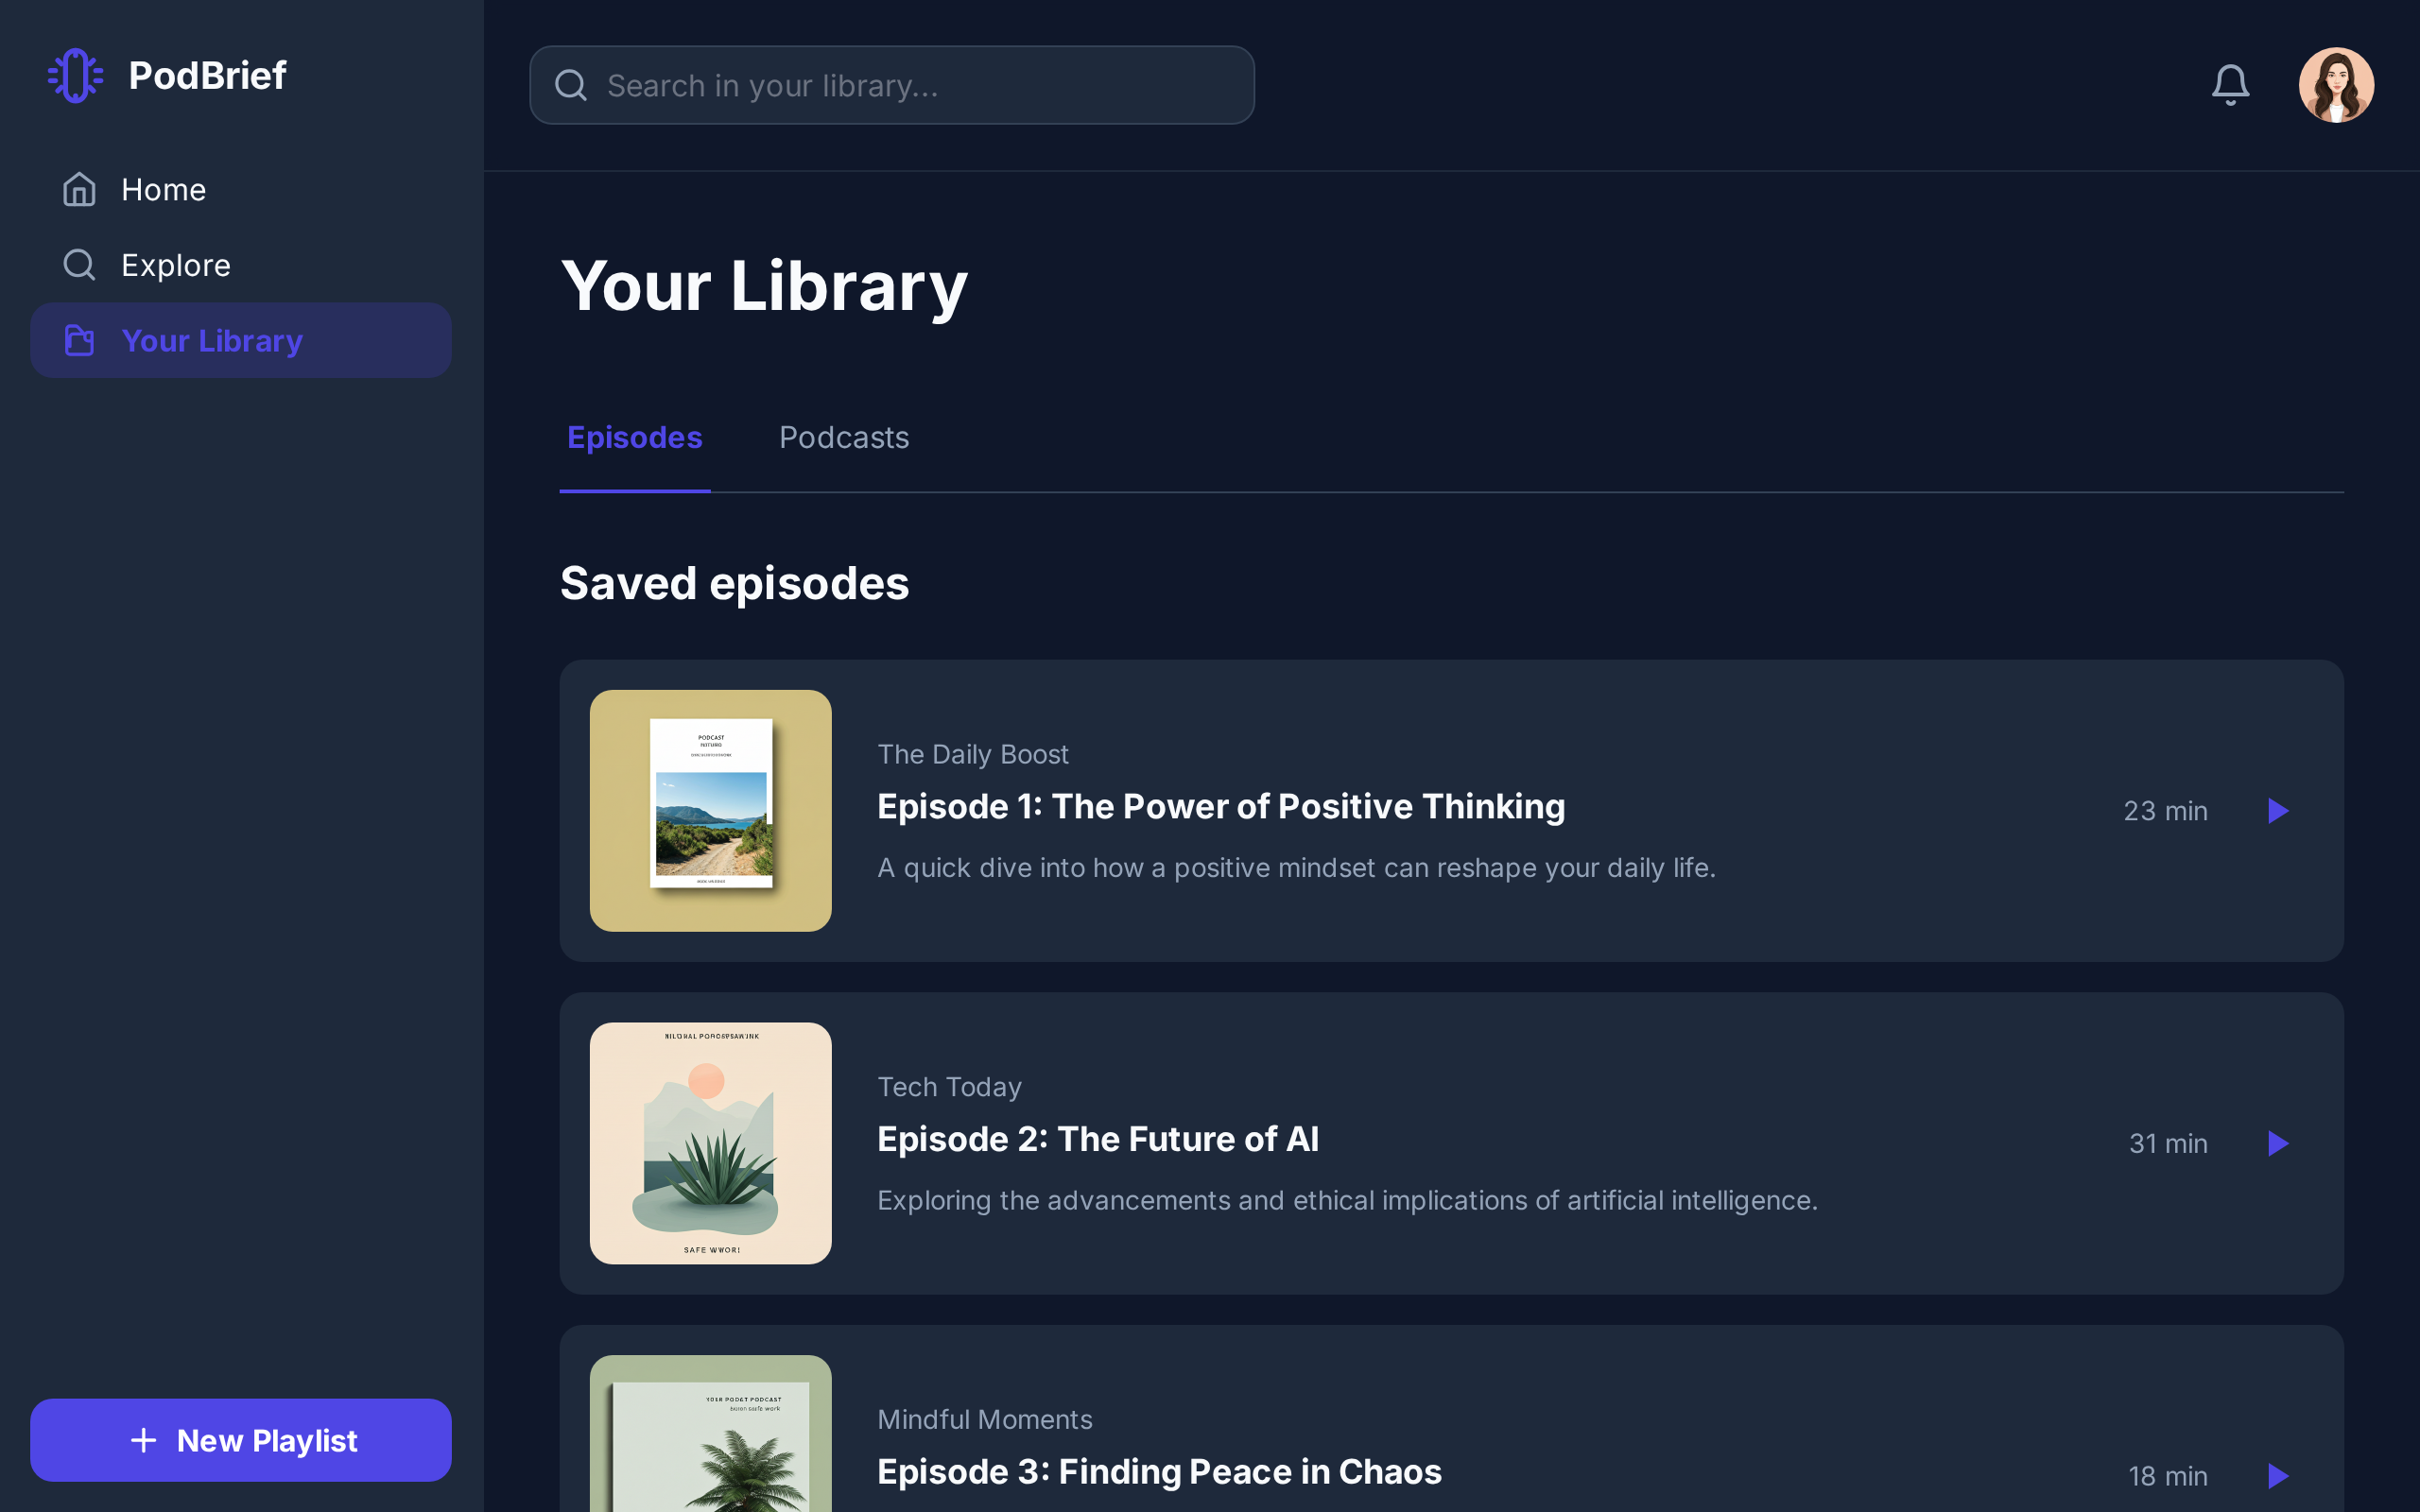 PodBrief
Home
Explore
Your Library
New Playlist
Search in your library...
Your Library
Episodes
Podcasts
Saved episodes
PODCAST
The Daily Boost
Episode 1: The Power of Positive Thinking
A quick dive into how a positive mindset can reshape your daily life.
23 min
SAFE WWOR!
Tech Today
Episode 2: The Future of AI
Exploring the advancements and ethical implications of artificial intelligence.
31 min
YOUR PODAT PODCAST
Mindful Moments
Episode 3: Finding Peace in Chaos
18 min